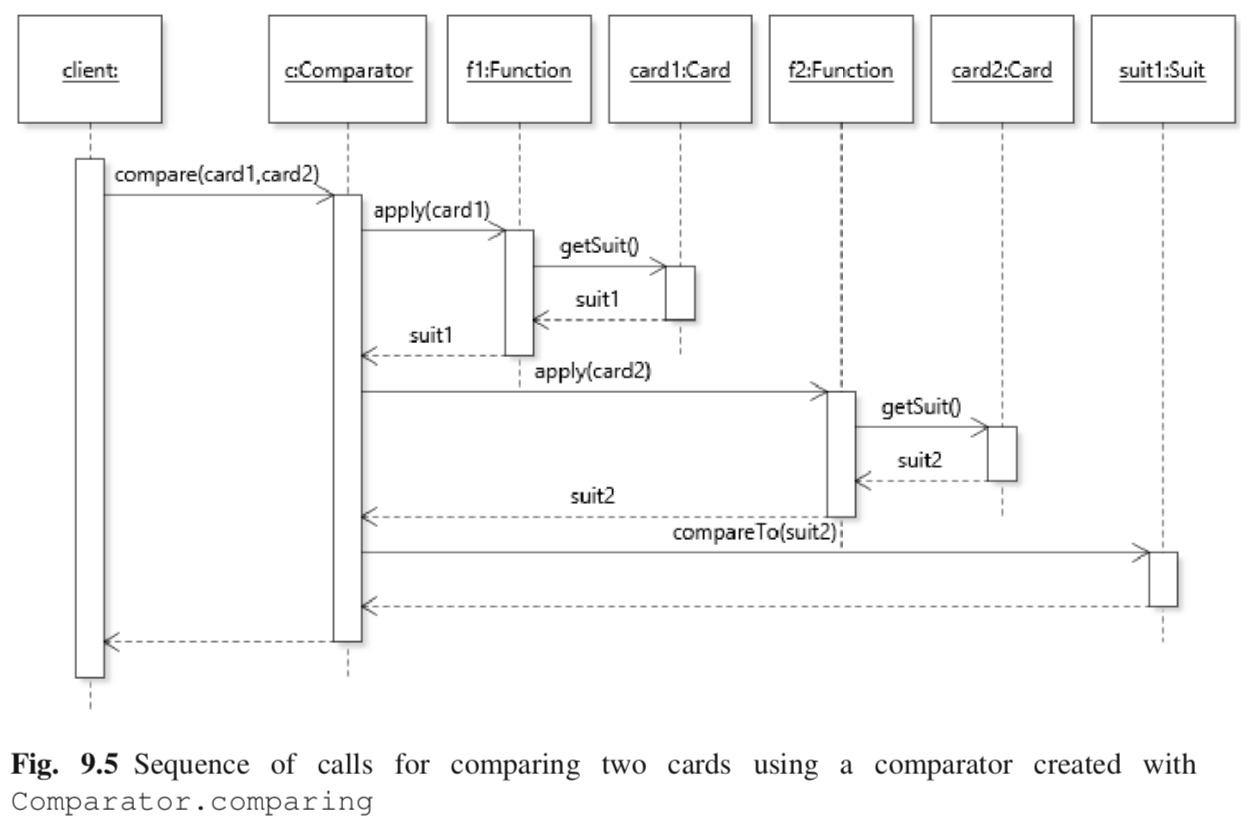 client:
c:Comparator
f1:Function
card1:Card
f2:Function
card2:Card
suit1:Suit
compare(card1,card2)
apply(card1)
getSuit()
suit1
suit1
apply(card2)
getSuit()
suit2
suit2
compareTo(suit2)
Fig. 9.5 Sequence of calls for comparing two cards using a comparator created with
Comparator.comparing